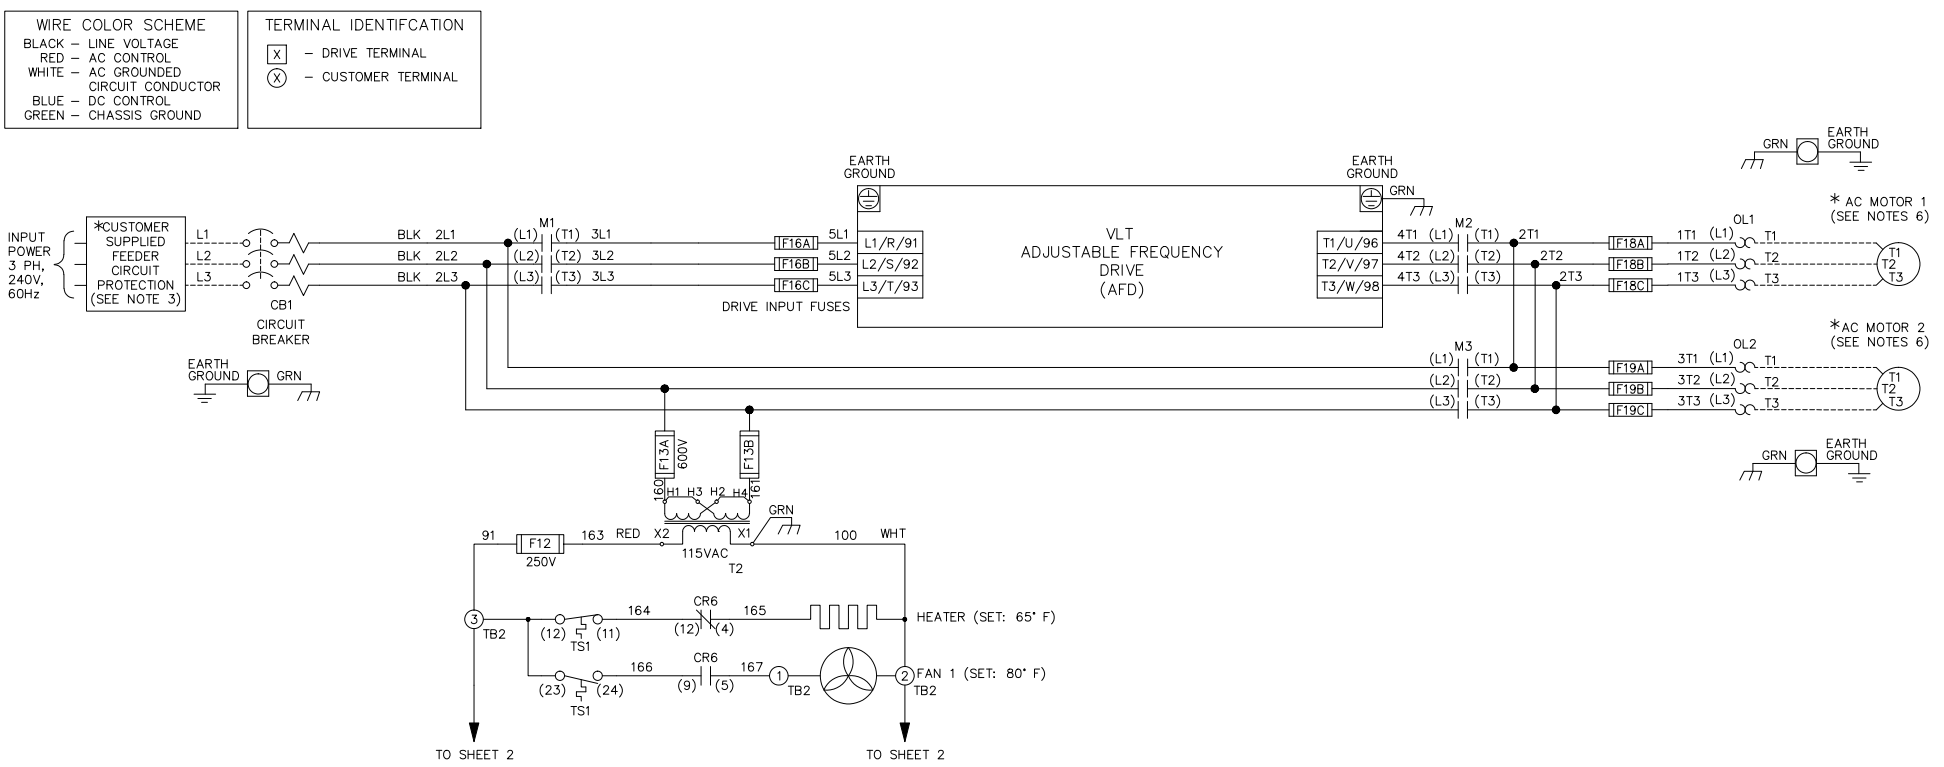 WIRE COLOR SCHEME
BLACK – LINE VOLTAGE
RED – AC CONTROL
WHITE – AC GROUNDED
CIRCUIT CONDUCTOR
BLUE – DC CONTROL
GREEN – CHASSIS GROUND
TERMINAL IDENTIFCATION
X – DRIVE TERMINAL
X – CUSTOMER TERMINAL
INPUT
POWER
3 PH,
240V,
60Hz
*CUSTOMER
SUPPLIED
FEEDER
CIRCUIT
PROTECTION
(SEE NOTE 3)
L1
L2
L3
CB1
CIRCUIT
BREAKER
EARTH
GROUND
GRN
BLK 2L1
BLK 2L2
BLK 2L3
M1
(L1) (T1) 3L1
(L2) (T2) 3L2
(L3) (T3) 3L3
F16A
F16B
F16C
DRIVE INPUT FUSES
5L1
5L2
5L3
EARTH
GROUND
L1/R/91
L2/S/92
L3/T/93
VLT
ADJUSTABLE FREQUENCY
DRIVE
(AFD)
EARTH
GROUND
GRN
T1/U/96
T2/V/97
T3/W/98
4T1 (L1)
4T2 (L2)
4T3 (L3)
M2
(T1) 2T1
(T2) 2T2
(T3) 2T3
F18A
F18B
F18C
1T1 (L1)
1T2 (L2)
1T3 (L3)
OL1
T1
T2
T3
GRN
EARTH
GROUND
* AC MOTOR 1
(SEE NOTES 6)
T1
T2
T3
M3
(L1) (T1)
(L2) (T2)
(L3) (T3)
F19A
F19B
F19C
3T1 (L1)
3T2 (L2)
3T3 (L3)
OL2
T1
T2
T3
*AC MOTOR 2
(SEE NOTES 6)
T1
T2
T3
GRN
EARTH
GROUND
F13A
600V
F13B
160
161
H1 H3 H2 H4
GRN
91
F12
250V
163 RED X2
X1
115VAC
T2
100 WHT
3
TB2
(12) (11)
TS1
164
CR6
(12) (4)
165
HEATER (SET: 65° F)
(23) (24)
TS1
166
CR6
(9) (5)
167
1
TB2
2
TB2
FAN 1 (SET: 80° F)
TO SHEET 2
TO SHEET 2